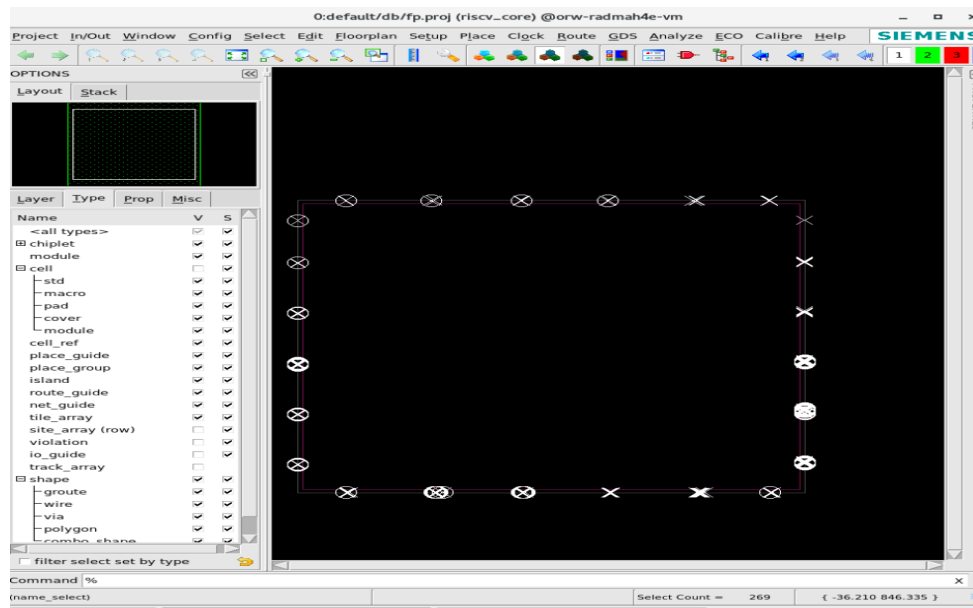 0:default/db/fp.proj (riscv_core) @orw-radmah4e-vm
Project In/Out Window Config Select Edit Floorplan Setup Place Clock Route GDS Analyze ECO Calibre Help SIEMENS
1 2 3
OPTIONS
Layout Stack
Layer Type Prop Misc
Name V S
<all types>
chiplet
module
cell
std
macro
pad
cover
module
cell_ref
place_guide
place_group
island
route_guide
net_guide
tile_array
site_array (row)
violation
io_guide
track_array
shape
groute
wire
via
polygon
combo_shape
filter select set by type
Command %
(name_select) Select Count = 269 { -36.210 846.335 }